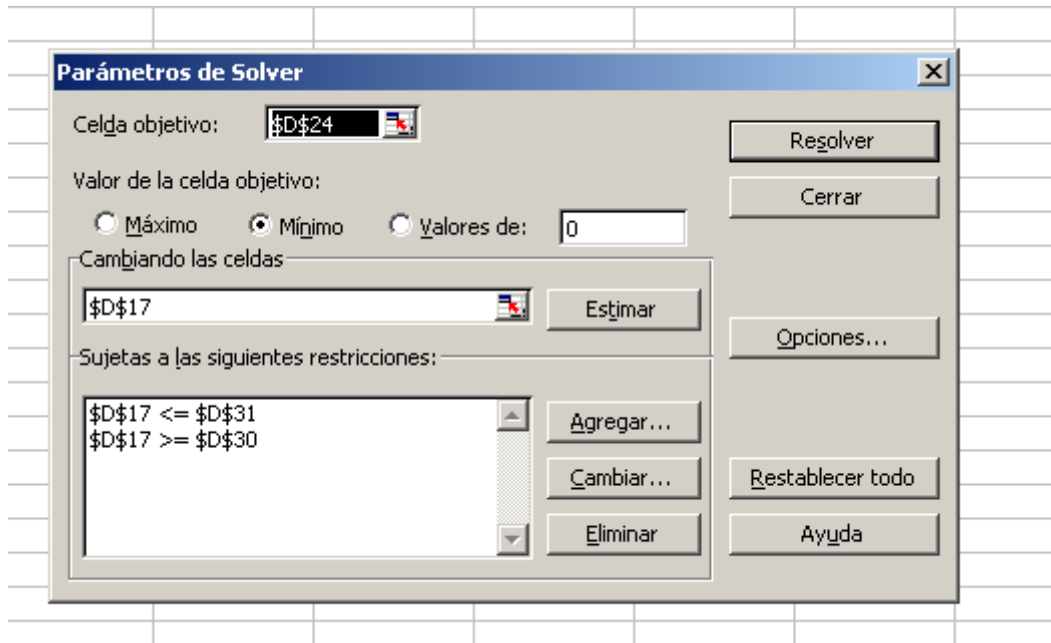 Parámetros de Solver
Celda objetivo: $D$24
Resolver
Valor de la celda objetivo:
Cerrar
Máximo Mínimo Valores de: 0
Cambiando las celdas
$D$17 Estimar
Opciones...
Sujetas a las siguientes restricciones:
$D$17 <= $D$31
$D$17 >= $D$30
Agregar...
Cambiar...
Restablecer todo
Eliminar
Ayuda